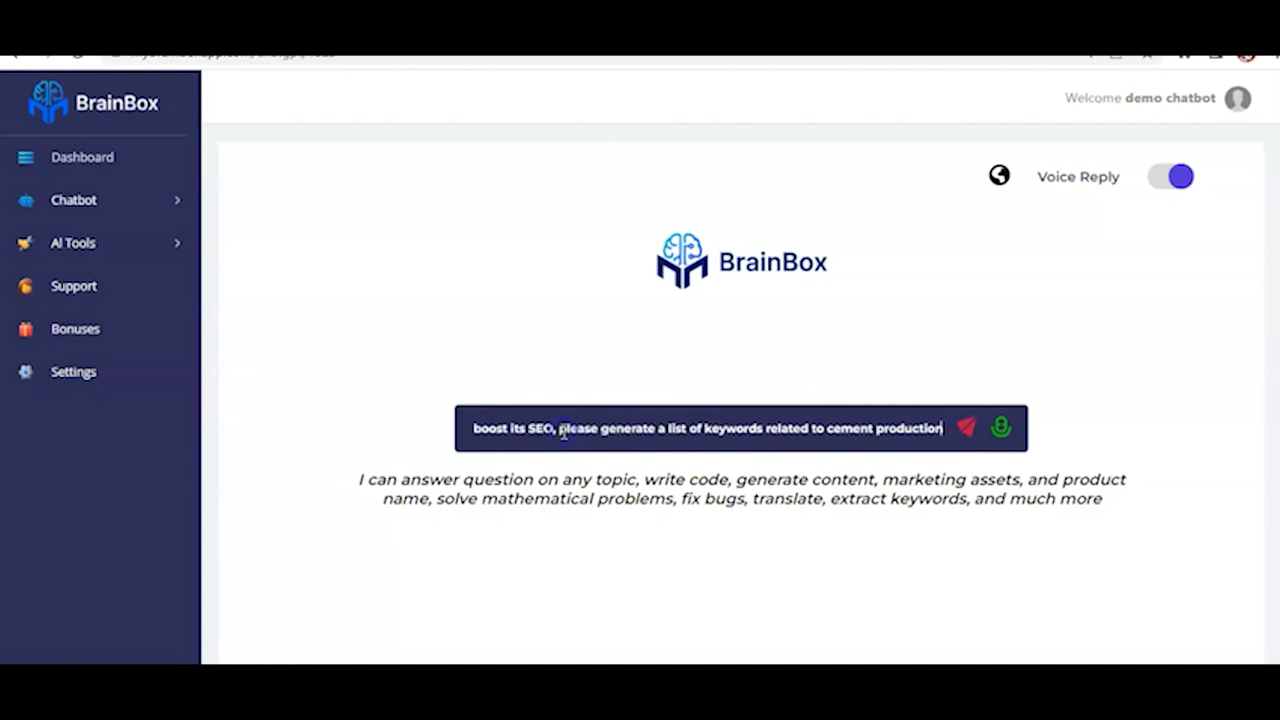 BrainBox
Welcome demo chatbot
Dashboard
Chatbot
AI Tools
Support
Bonuses
Settings
Voice Reply
BrainBox
boost its SEO, please generate a list of keywords related to cement production
I can answer question on any topic, write code, generate content, marketing assets, and product
name, solve mathematical problems, fix bugs, translate, extract keywords, and much more